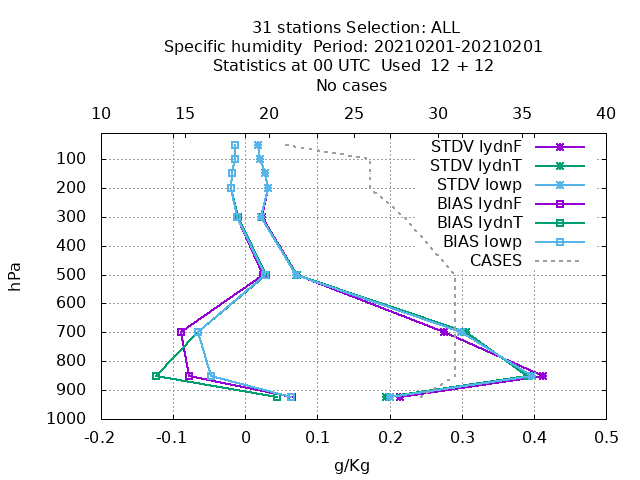 31 stations Selection: ALL
Specific humidity  Period: 20210201-20210201
Statistics at 00 UTC  Used  12 + 12
No cases
10 15 20 25 30 35 40
STDV lydnF
STDV lydnT
STDV lowp
BIAS lydnF
BIAS lydnT
BIAS lowp
CASES
100
200
300
400
500
600
700
800
900
1000
hPa
-0.2 -0.1 0 0.1 0.2 0.3 0.4 0.5
g/Kg